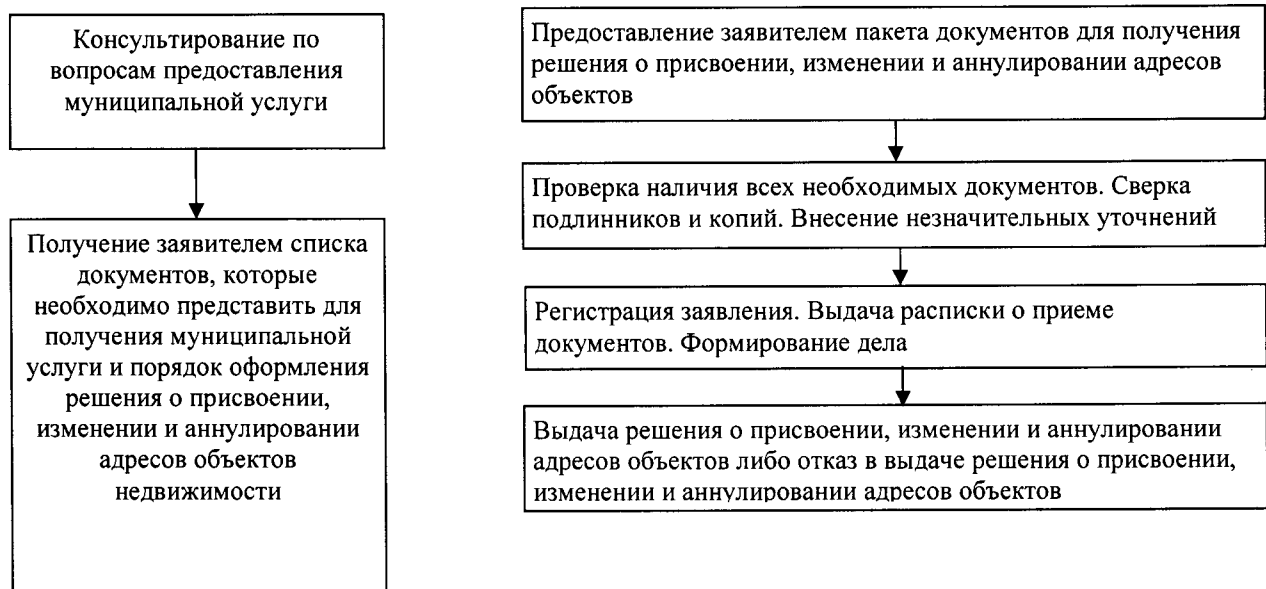 Консультирование по
вопросам предоставления
муниципальной услуги
Получение заявителем списка
документов, которые
необходимо представить для
получения муниципальной
услуги и порядок оформления
решения о присвоении,
изменении и аннулировании
адресов объектов
недвижимости
Предоставление заявителем пакета документов для получения
решения о присвоении, изменении и аннулировании адресов
объектов
Проверка наличия всех необходимых документов. Сверка
подлинников и копий. Внесение незначительных уточнений
Регистрация заявления. Выдача расписки о приеме
документов. Формирование дела
Выдача решения о присвоении, изменении и аннулировании
адресов объектов либо отказ в выдаче решения о присвоении,
изменении и аннулировании адресов объектов